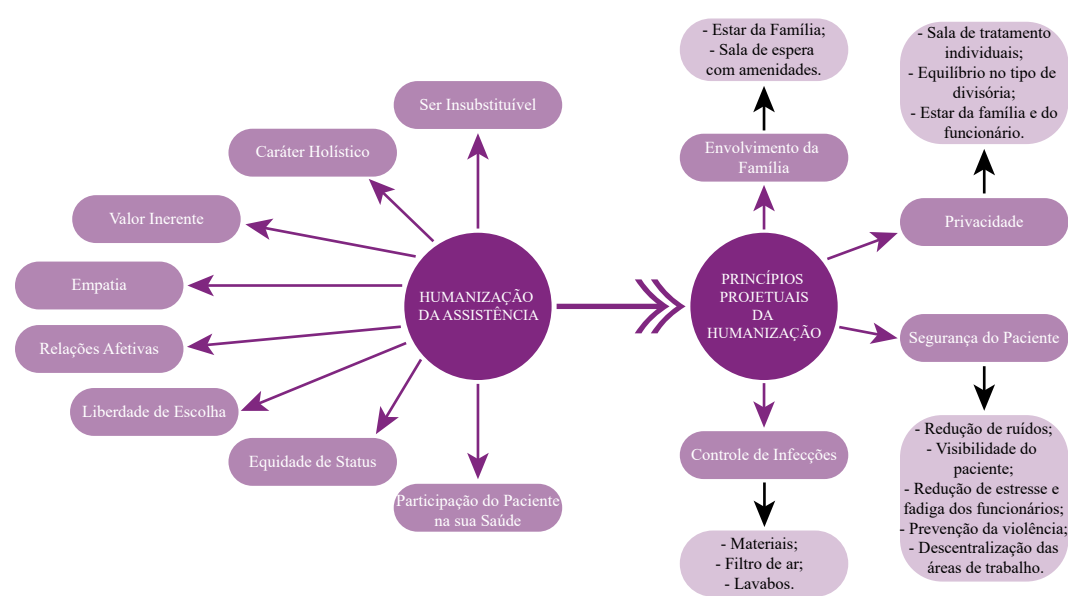 Ser Insubstituível
Caráter Holístico
Valor Inerente
Empatia
Relações Afetivas
Liberdade de Escolha
Equidade de Status
Participação do Paciente
na sua Saúde
HUMANIZAÇÃO
DA ASSISTÊNCIA
PRINCÍPIOS
PROJETUAIS
DA
HUMANIZAÇÃO
- Estar da Família;
- Sala de espera
com amenidades.
Envolvimento da
Família
- Sala de tratamento
individuais;
- Equilíbrio no tipo de
divisória;
- Estar da família e do
funcionário.
Privacidade
Segurança do Paciente
- Redução de ruídos;
- Visibilidade do
paciente;
- Redução de estresse e
fadiga dos funcionários;
- Prevenção da violência;
- Descentralização das
áreas de trabalho.
Controle de Infecções
- Materiais;
- Filtro de ar;
- Lavabos.